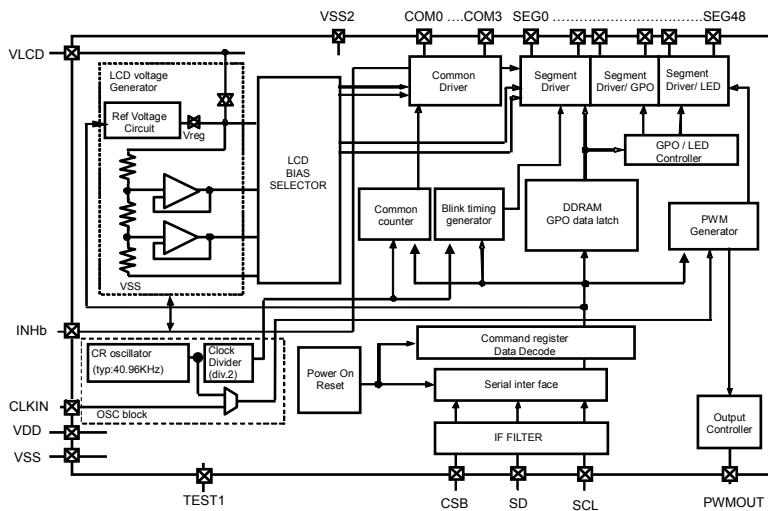 VSS2
COM0 ....COM3
SEG0 ........................SEG48
VLCD
LCD voltage
Generator
Ref Voltage
Circuit
Vreg
VSS
LCD
BIAS
SELECTOR
Common
Driver
Segment
Driver
Segment
Driver/ GPO
Segment
Driver/ LED
GPO / LED
Controller
Common
counter
Blink timing
generator
DDRAM
GPO data latch
PWM
Generator
INHb
CR oscillator
(typ:40.96KHz)
Clock
Divider
(div.2)
OSC block
Power On
Reset
Command register
Data Decode
Serial inter face
IF FILTER
Output
Controller
CLKIN
VDD
VSS
TEST1
CSB
SD
SCL
PWMOUT